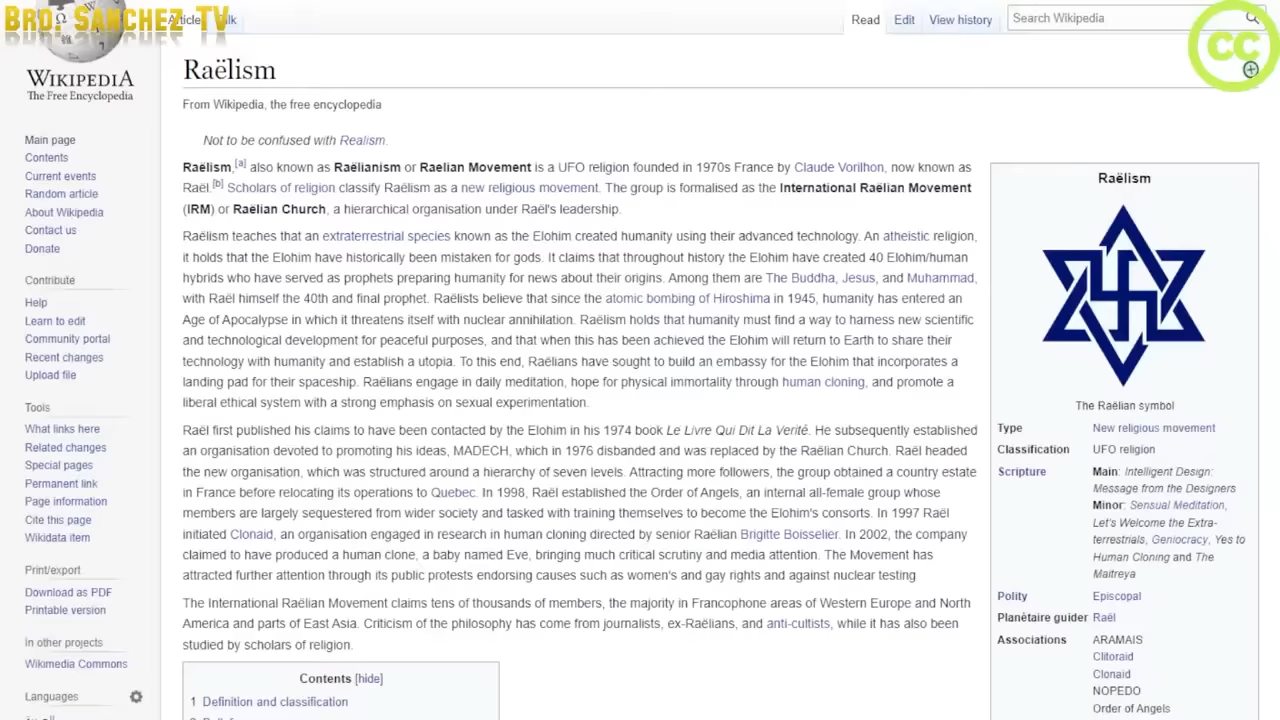 BRO. SANCHEZ TV
Article
Talk
Read Edit View history
Search Wikipedia
CC
WIKIPEDIA
The Free Encyclopedia
Main page
Contents
Current events
Random article
About Wikipedia
Contact us
Donate
Contribute
Help
Learn to edit
Community portal
Recent changes
Upload file
Tools
What links here
Related changes
Special pages
Permanent link
Page information
Cite this page
Wikidata item
Print/export
Download as PDF
Printable version
In other projects
Wikimedia Commons
Languages
Raëlism
From Wikipedia, the free encyclopedia
Not to be confused with Realism.
Raëlism,[a] also known as Raëlianism or Raelian Movement is a UFO religion founded in 1970s France by Claude Vorilhon, now known as
Raël.[b] Scholars of religion classify Raëlism as a new religious movement. The group is formalised as the International Raëlian Movement
(IRM) or Raëlian Church, a hierarchical organisation under Raël's leadership.
Raëlism teaches that an extraterrestrial species known as the Elohim created humanity using their advanced technology. An atheistic religion,
it holds that the Elohim have historically been mistaken for gods. It claims that throughout history the Elohim have created 40 Elohim/human
hybrids who have served as prophets preparing humanity for news about their origins. Among them are The Buddha, Jesus, and Muhammad,
with Raël himself the 40th and final prophet. Raëlists believe that since the atomic bombing of Hiroshima in 1945, humanity has entered an
Age of Apocalypse in which it threatens itself with nuclear annihilation. Raëlism holds that humanity must find a way to harness new scientific
and technological development for peaceful purposes, and that when this has been achieved the Elohim will return to Earth to share their
technology with humanity and establish a utopia. To this end, Raëlians have sought to build an embassy for the Elohim that incorporates a
landing pad for their spaceship. Raëlians engage in daily meditation, hope for physical immortality through human cloning, and promote a
liberal ethical system with a strong emphasis on sexual experimentation.
Raël first published his claims to have been contacted by the Elohim in his 1974 book Le Livre Qui Dit La Verité. He subsequently established
an organisation devoted to promoting his ideas, MADECH, which in 1976 disbanded and was replaced by the Raëlian Church. Raël headed
the new organisation, which was structured around a hierarchy of seven levels. Attracting more followers, the group obtained a country estate
in France before relocating its operations to Quebec. In 1998, Raël established the Order of Angels, an internal all-female group whose
members are largely sequestered from wider society and tasked with training themselves to become the Elohim's consorts. In 1997 Raël
initiated Clonaid, an organisation engaged in research in human cloning directed by senior Raëlian Brigitte Boisselier. In 2002, the company
claimed to have produced a human clone, a baby named Eve, bringing much critical scrutiny and media attention. The Movement has
attracted further attention through its public protests endorsing causes such as women's and gay rights and against nuclear testing
The International Raëlian Movement claims tens of thousands of members, the majority in Francophone areas of Western Europe and North
America and parts of East Asia. Criticism of the philosophy has come from journalists, ex-Raëlians, and anti-cultists, while it has also been
studied by scholars of religion.
Contents [hide]
1 Definition and classification
Raëlism
The Raëlian symbol
Type New religious movement
Classification UFO religion
Scripture Main: Intelligent Design:
Message from the Designers
Minor: Sensual Meditation,
Let's Welcome the Extra-
terrestrials, Geniocracy, Yes to
Human Cloning and The
Maitreya
Polity Episcopal
Planétaire guider Raël
Associations ARAMAIS
Clitoraid
Clonaid
NOPEDO
Order of Angels